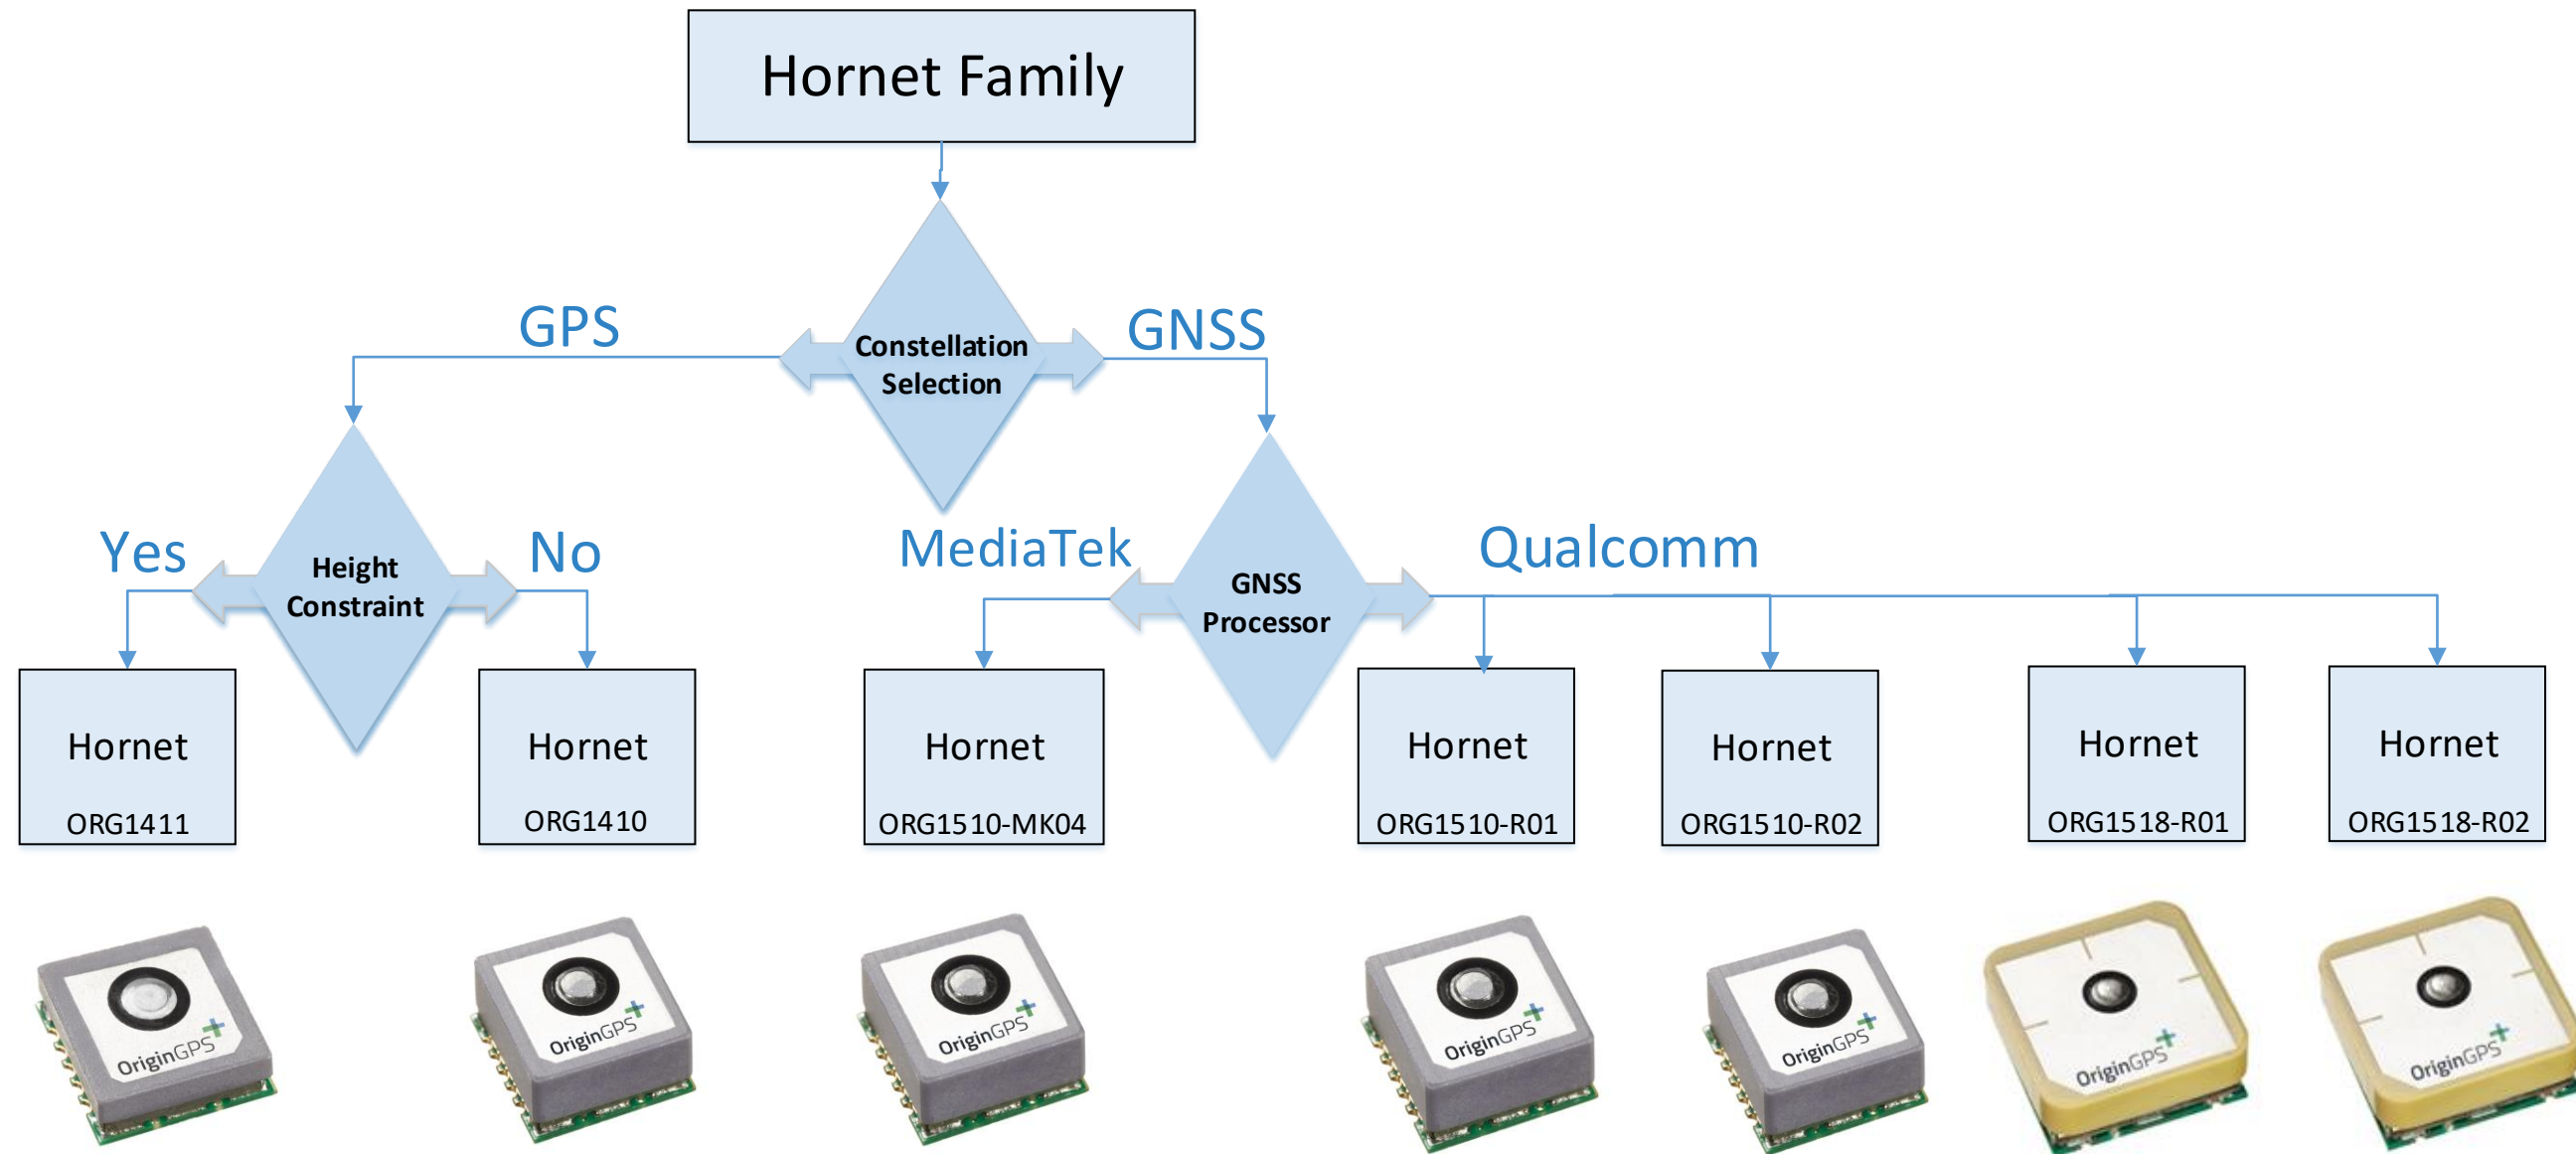 Hornet Family
Constellation
Selection
GPS
GNSS
Height
Constraint
Yes
No
GNSS
Processor
MediaTek
Qualcomm
Hornet
ORG1411
Hornet
ORG1410
Hornet
ORG1510-MK04
Hornet
ORG1510-R01
Hornet
ORG1510-R02
Hornet
ORG1518-R01
Hornet
ORG1518-R02
OriginGPS
OriginGPS
OriginGPS
OriginGPS
OriginGPS
OriginGPS
OriginGPS